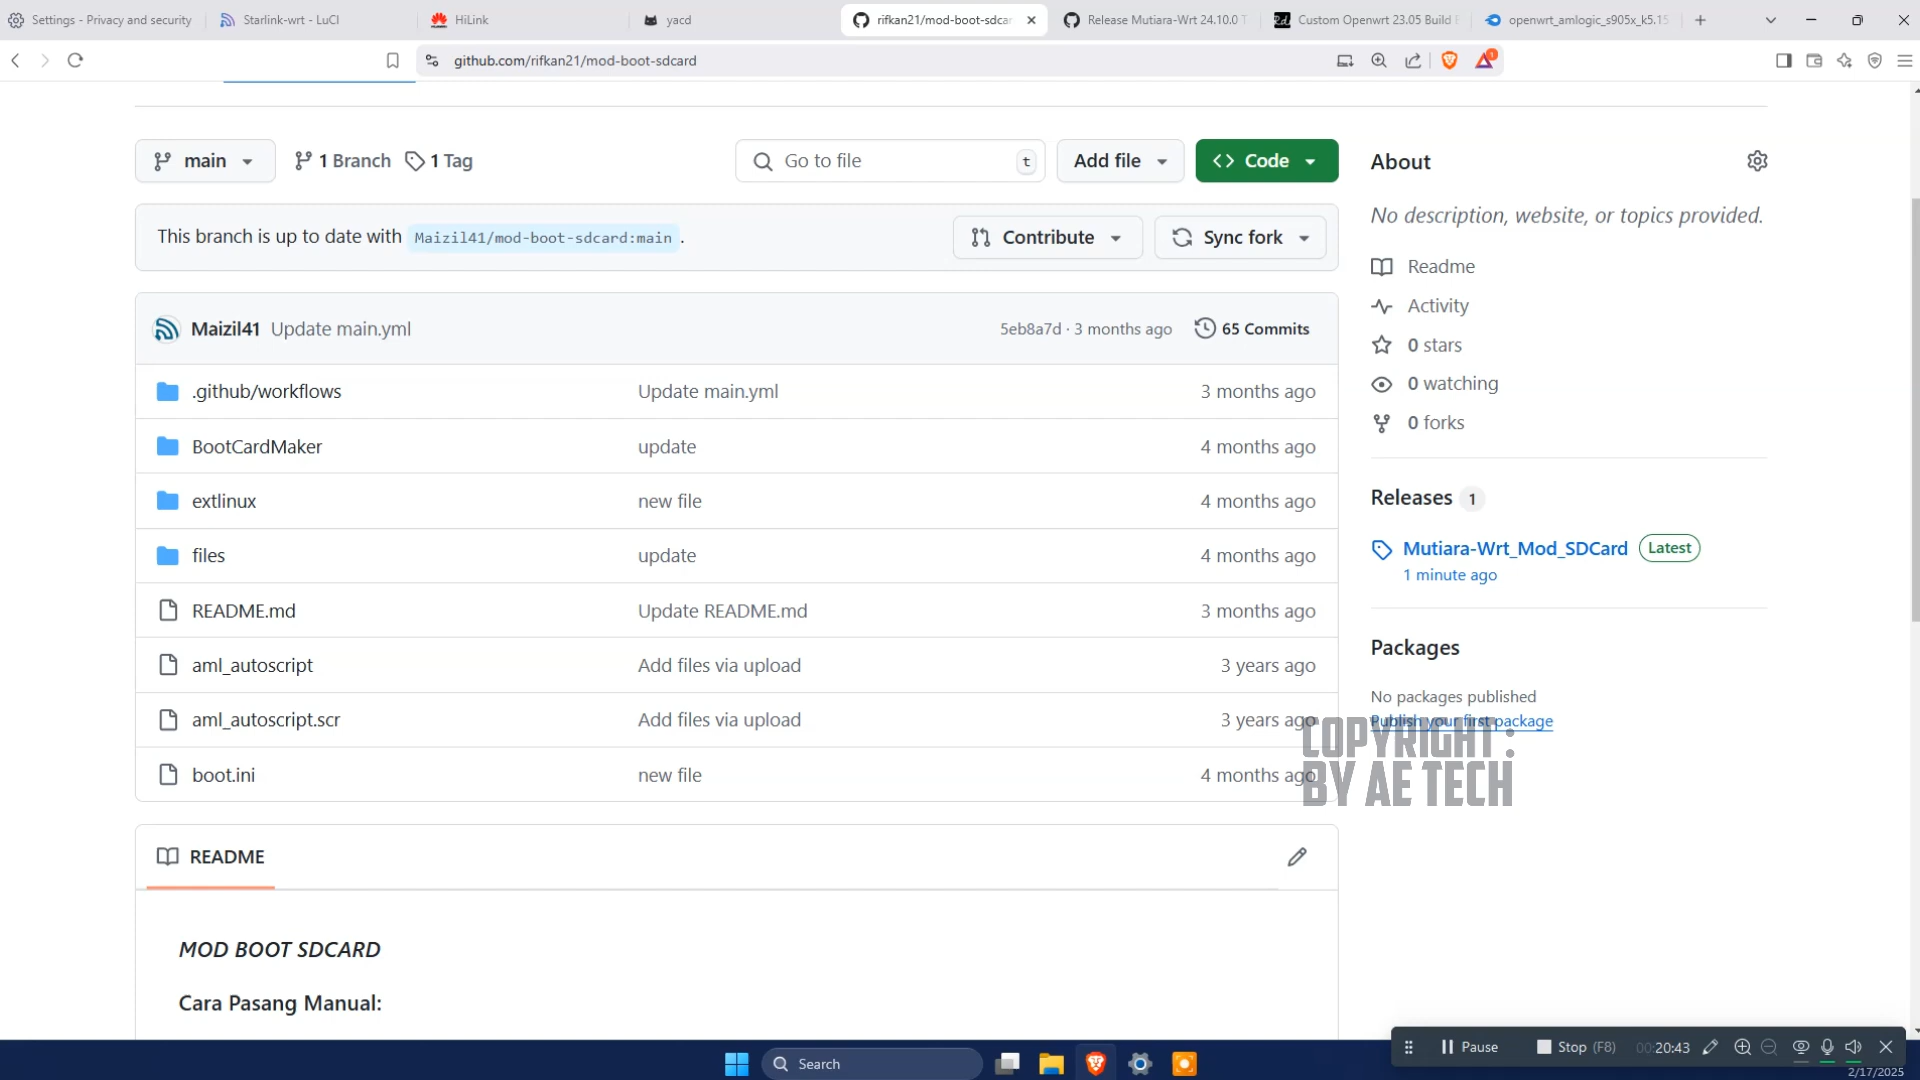 Settings - Privacy and security
Starlink-wrt - LuCI
HiLink
yacd
rifkan21/mod-boot-sdcar
Release Mutiara-Wrt 24.10.0 T
Custom Openwrt 23.05 Build
openwrt_amlogic_s905x_k5.15
github.com/rifkan21/mod-boot-sdcard
1
main
1 Branch
1 Tag
Go to file
t
Add file
Code
About
This branch is up to date with Maizil41/mod-boot-sdcard:main .
Contribute
Sync fork
No description, website, or topics provided.
Readme
Activity
0 stars
0 watching
0 forks
Maizil41 Update main.yml
5eb8a7d · 3 months ago
65 Commits
.github/workflows
Update main.yml
3 months ago
BootCardMaker
update
4 months ago
extlinux
new file
4 months ago
files
update
4 months ago
README.md
Update README.md
3 months ago
aml_autoscript
Add files via upload
3 years ago
aml_autoscript.scr
Add files via upload
3 years ago
boot.ini
new file
4 months ago
Releases 1
Mutiara-Wrt_Mod_SDCard Latest
1 minute ago
Packages
No packages published
Publish your first package
COPYRIGHT :
BY AE TECH
README
MOD BOOT SDCARD
Cara Pasang Manual:
Pause
Stop (F8)
00:20:43
Search
2/17/2025